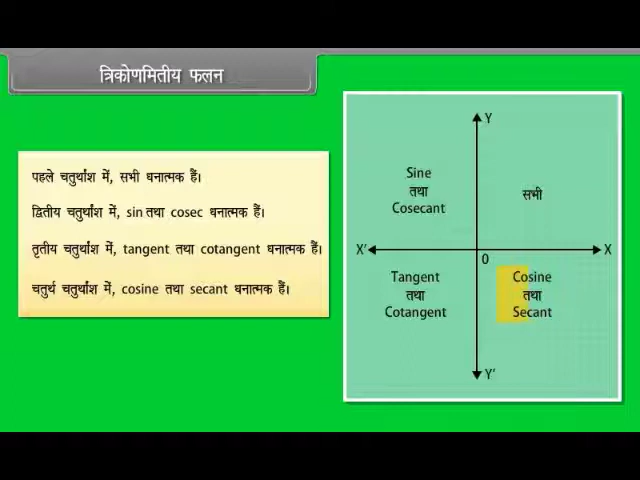 त्रिकोणमितीय फलन
पहले चतुर्थांश में, सभी धनात्मक हैं।
द्वितीय चतुर्थांश में, sin तथा cosec धनात्मक हैं।
तृतीय चतुर्थांश में, tangent तथा cotangent धनात्मक हैं।
चतुर्थ चतुर्थांश में, cosine तथा secant धनात्मक हैं।
Y
Sine
तथा
Cosecant
सभी
X'
X
0
Tangent
तथा
Cotangent
Cosine
तथा
Secant
Y'